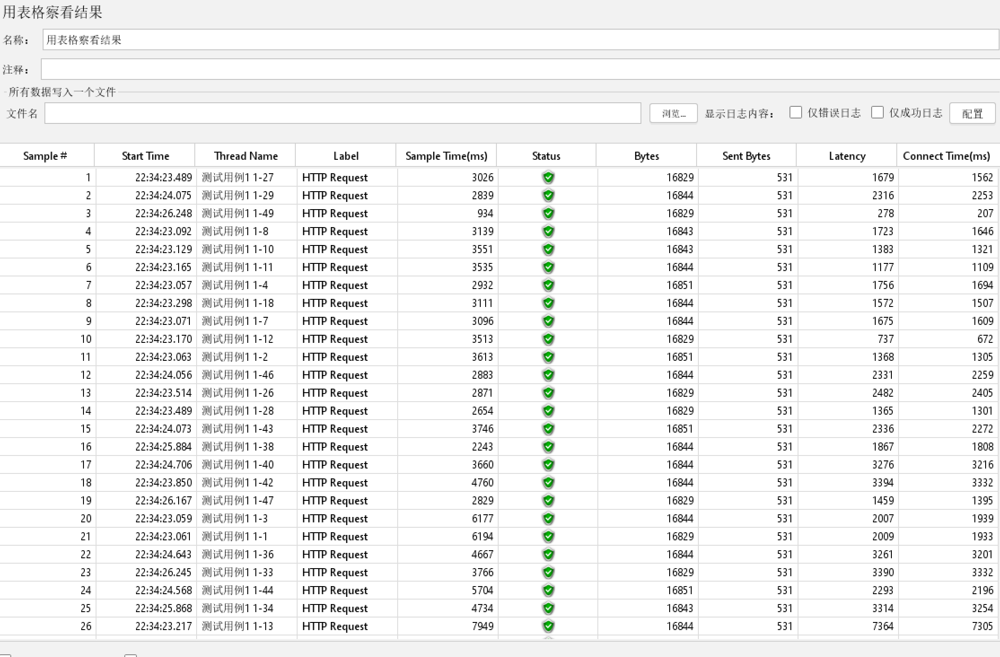 用表格察看结果
名称： 用表格察看结果
注释：
所有数据写入一个文件
文件名 浏览... 显示日志内容： 仅错误日志 仅成功日志 配置
Sample # Start Time Thread Name Label Sample Time(ms) Status Bytes Sent Bytes Latency Connect Time(ms)
1 22:34:23.489 测试用例1 1-27 HTTP Request 3026 16829 531 1679 1562
2 22:34:24.075 测试用例1 1-29 HTTP Request 2839 16844 531 2316 2253
3 22:34:26.248 测试用例1 1-49 HTTP Request 934 16829 531 278 207
4 22:34:23.092 测试用例1 1-8 HTTP Request 3139 16843 531 1723 1646
5 22:34:23.129 测试用例1 1-10 HTTP Request 3551 16843 531 1383 1321
6 22:34:23.165 测试用例1 1-11 HTTP Request 3535 16844 531 1177 1109
7 22:34:23.057 测试用例1 1-4 HTTP Request 2932 16851 531 1756 1694
8 22:34:23.298 测试用例1 1-18 HTTP Request 3111 16844 531 1572 1507
9 22:34:23.071 测试用例1 1-7 HTTP Request 3096 16844 531 1675 1609
10 22:34:23.170 测试用例1 1-12 HTTP Request 3513 16829 531 737 672
11 22:34:23.063 测试用例1 1-2 HTTP Request 3613 16851 531 1368 1305
12 22:34:24.056 测试用例1 1-46 HTTP Request 2883 16844 531 2331 2259
13 22:34:23.514 测试用例1 1-26 HTTP Request 2871 16829 531 2482 2405
14 22:34:23.489 测试用例1 1-28 HTTP Request 2654 16829 531 1365 1301
15 22:34:24.073 测试用例1 1-43 HTTP Request 3746 16851 531 2336 2272
16 22:34:25.884 测试用例1 1-38 HTTP Request 2243 16844 531 1867 1808
17 22:34:24.706 测试用例1 1-40 HTTP Request 3660 16844 531 3276 3216
18 22:34:23.850 测试用例1 1-42 HTTP Request 4760 16844 531 3394 3332
19 22:34:26.167 测试用例1 1-47 HTTP Request 2829 16829 531 1459 1395
20 22:34:23.059 测试用例1 1-3 HTTP Request 6177 16844 531 2007 1939
21 22:34:23.061 测试用例1 1-1 HTTP Request 6194 16829 531 2009 1933
22 22:34:24.643 测试用例1 1-36 HTTP Request 4667 16844 531 3261 3201
23 22:34:26.245 测试用例1 1-33 HTTP Request 3766 16829 531 3390 3332
24 22:34:24.568 测试用例1 1-44 HTTP Request 5704 16851 531 2293 2196
25 22:34:25.868 测试用例1 1-34 HTTP Request 4734 16843 531 3314 3254
26 22:34:23.217 测试用例1 1-13 HTTP Request 7949 16844 531 7364 7305